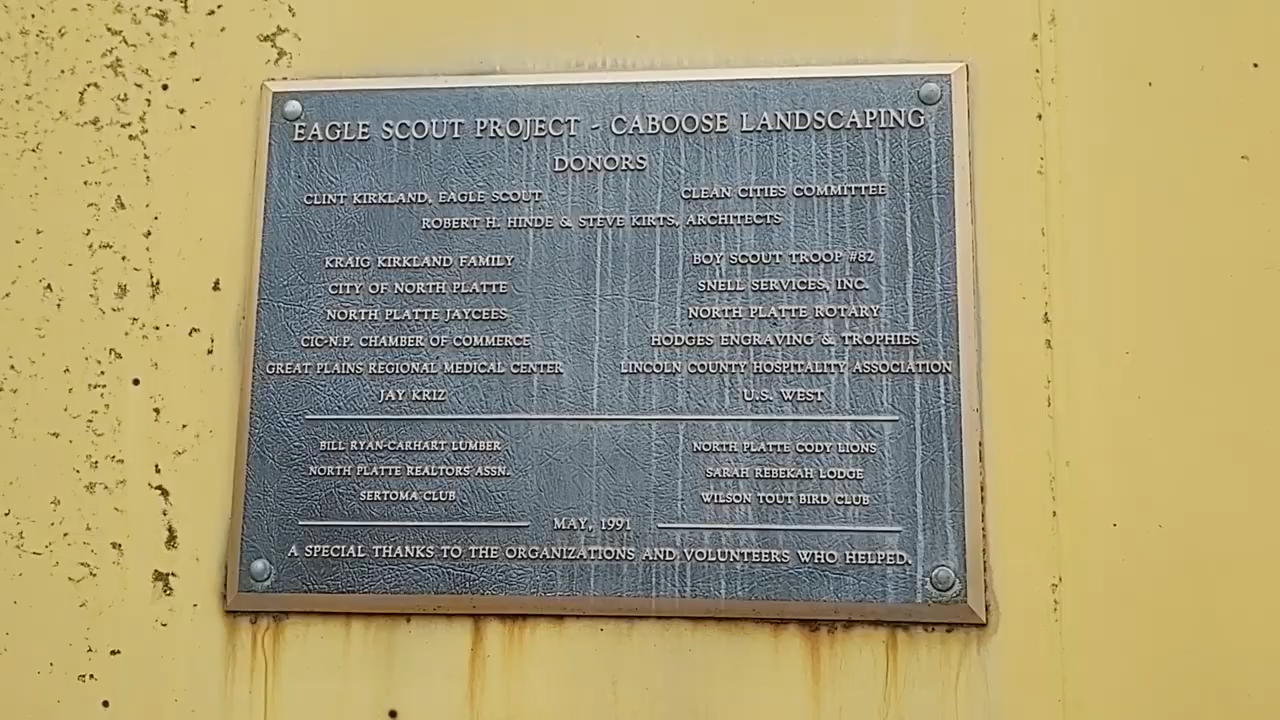 EAGLE SCOUT PROJECT - CABOOSE LANDSCAPING
DONORS
CLINT KIRKLAND, EAGLE SCOUT
CLEAN CITIES COMMITTEE
ROBERT H. HINDE & STEVE KIRTS, ARCHITECTS
KRAIG KIRKLAND FAMILY
BOY SCOUT TROOP #82
CITY OF NORTH PLATTE
SNELL SERVICES, INC.
NORTH PLATTE JAYCEES
NORTH PLATTE ROTARY
CIC-N.P. CHAMBER OF COMMERCE
HODGES ENGRAVING & TROPHIES
GREAT PLAINS REGIONAL MEDICAL CENTER
LINCOLN COUNTY HOSPITALITY ASSOCIATION
JAY KRIZ
U.S. WEST
BILL RYAN-CARHART LUMBER
NORTH PLATTE CODY LIONS
NORTH PLATTE REALTORS ASSN.
SARAH REBEKAH LODGE
SERTOMA CLUB
WILSON TOUT BIRD CLUB
MAY, 1991
A SPECIAL THANKS TO THE ORGANIZATIONS AND VOLUNTEERS WHO HELPED.